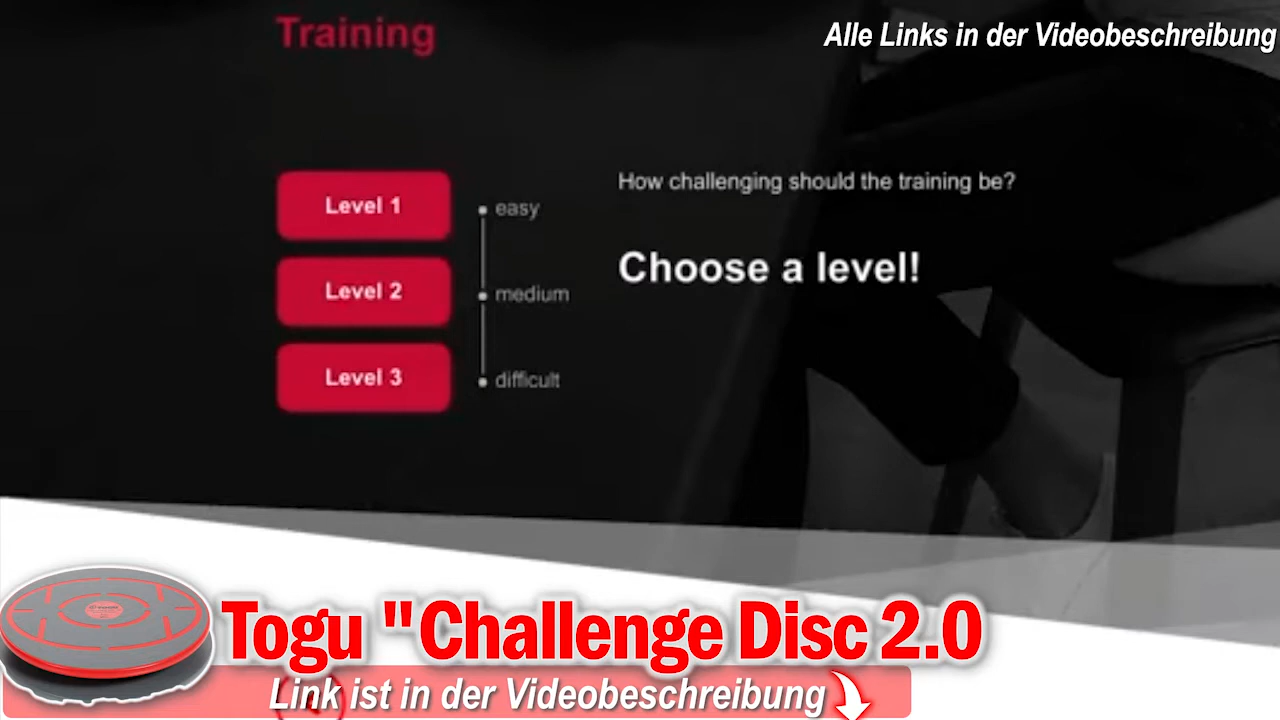 Training
Alle Links in der Videobeschreibung
Level 1
easy
How challenging should the training be?
Choose a level!
Level 2
medium
Level 3
difficult
Togu "Challenge Disc 2.0
Link ist in der Videobeschreibung